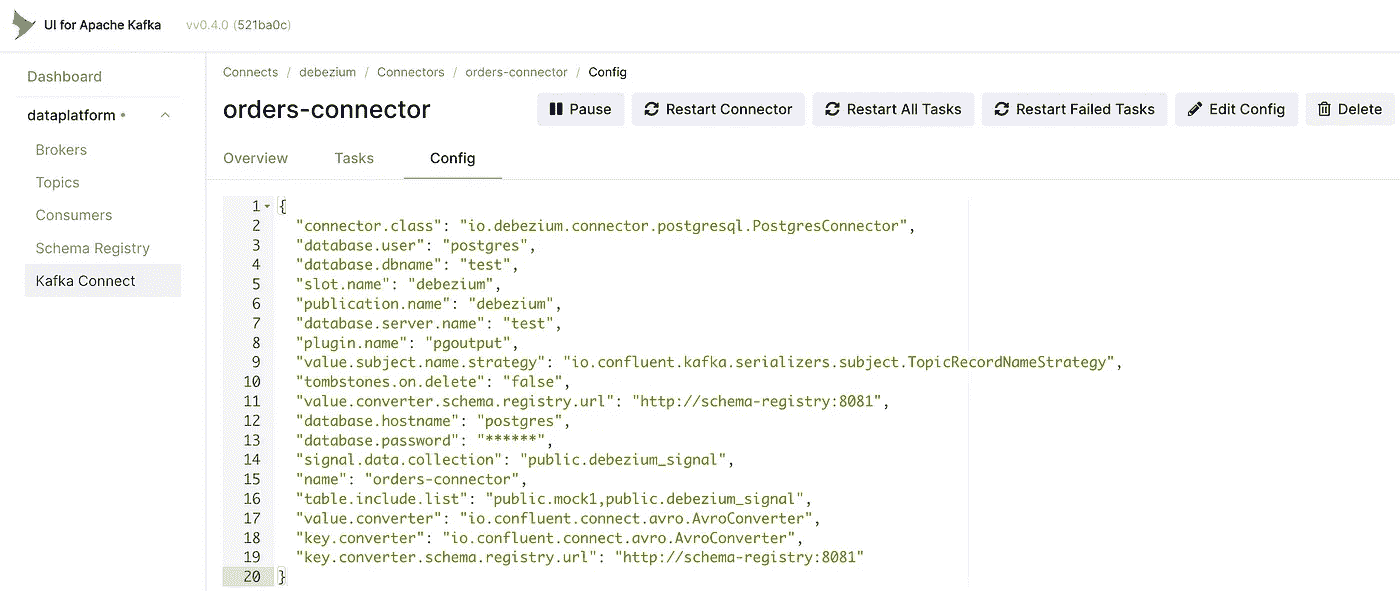 UI for Apache Kafka vv0.4.0 (521ba0c)
Dashboard
dataplatform
Brokers
Topics
Consumers
Schema Registry
Kafka Connect
Connects / debezium / Connectors / orders-connector / Config
orders-connector
Pause Restart Connector Restart All Tasks Restart Failed Tasks Edit Config Delete
Overview Tasks Config
1 {
2 "connector.class": "io.debezium.connector.postgresql.PostgresConnector",
3 "database.user": "postgres",
4 "database.dbname": "test",
5 "slot.name": "debezium",
6 "publication.name": "debezium",
7 "database.server.name": "test",
8 "plugin.name": "pgoutput",
9 "value.subject.name.strategy": "io.confluent.kafka.serializers.subject.TopicRecordNameStrategy",
10 "tombstones.on.delete": "false",
11 "value.converter.schema.registry.url": "http://schema-registry:8081",
12 "database.hostname": "postgres",
13 "database.password": "******",
14 "signal.data.collection": "public.debezium_signal",
15 "name": "orders-connector",
16 "table.include.list": "public.mock1,public.debezium_signal",
17 "value.converter": "io.confluent.connect.avro.AvroConverter",
18 "key.converter": "io.confluent.connect.avro.AvroConverter",
19 "key.converter.schema.registry.url": "http://schema-registry:8081"
20 }